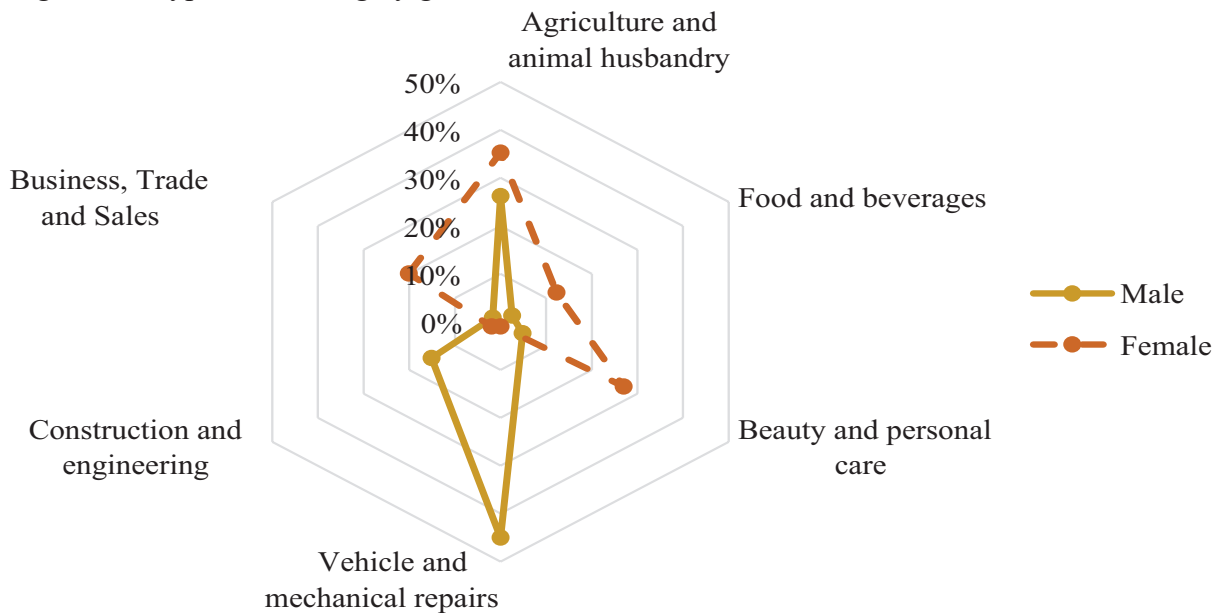 Agriculture and
animal husbandry
50%
40%
30%
20%
10%
0%
Food and beverages
Beauty and personal
care
Vehicle and
mechanical repairs
Construction and
engineering
Business, Trade
and Sales
Male
Female